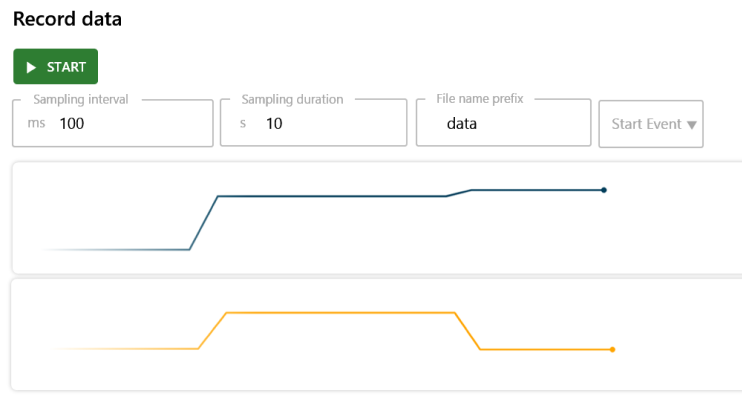 Record data
START
Sampling interval
ms 100
Sampling duration
s 10
File name prefix
data
Start Event